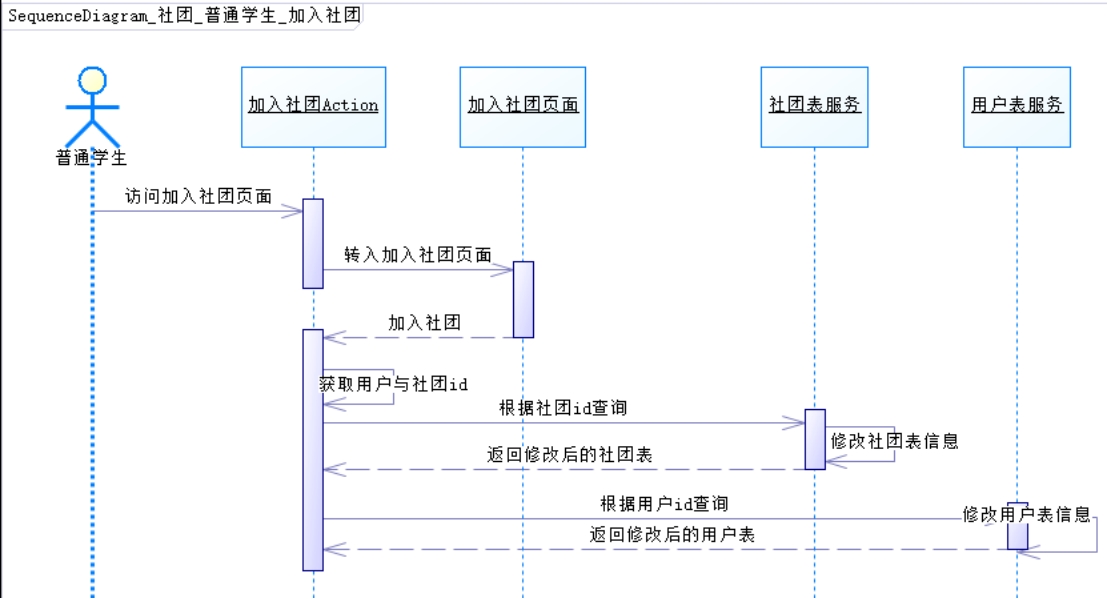 SequenceDiagram_社团_普通学生_加入社团
加入社团Action
加入社团页面
社团表服务
用户表服务
普通学生
访问加入社团页面
转入加入社团页面
加入社团
获取用户与社团id
根据社团id查询
修改社团表信息
返回修改后的社团表
根据用户id查询
修改用户表信息
返回修改后的用户表